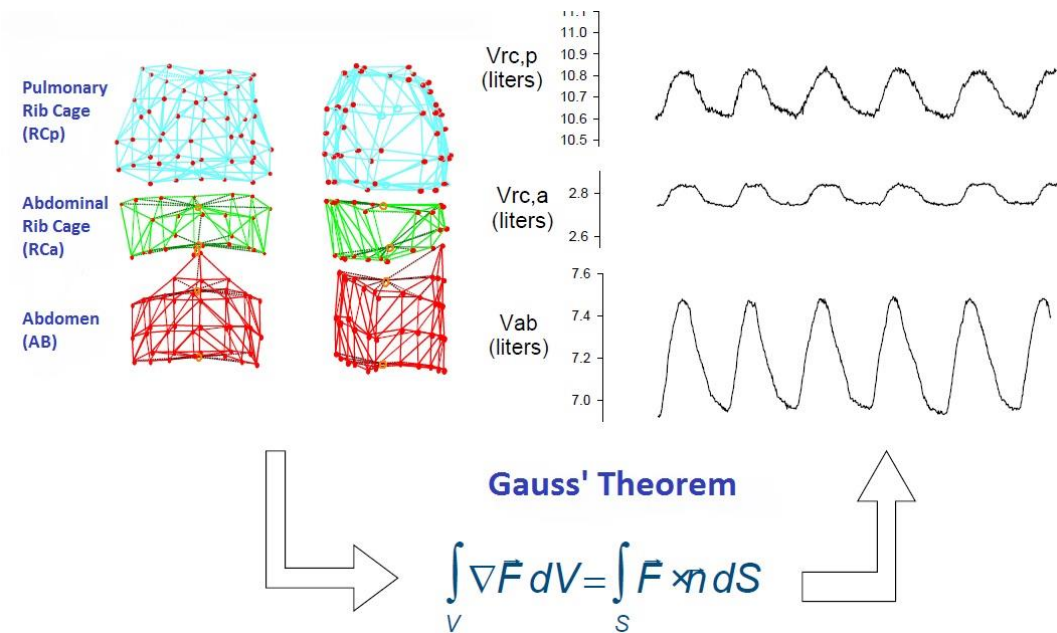 Pulmonary
Rib Cage
(RCp)
Abdominal
Rib Cage
(RCa)
Abdomen
(AB)
Vrc,p
(liters)
11.1
11.0
10.9
10.8
10.7
10.6
10.5
Vrc,a
(liters)
2.8
2.6
Vab
(liters)
7.6
7.4
7.2
7.0
Gauss' Theorem
∫ ∇F⃗ dV = ∫ F⃗ × n⃗ dS
V S